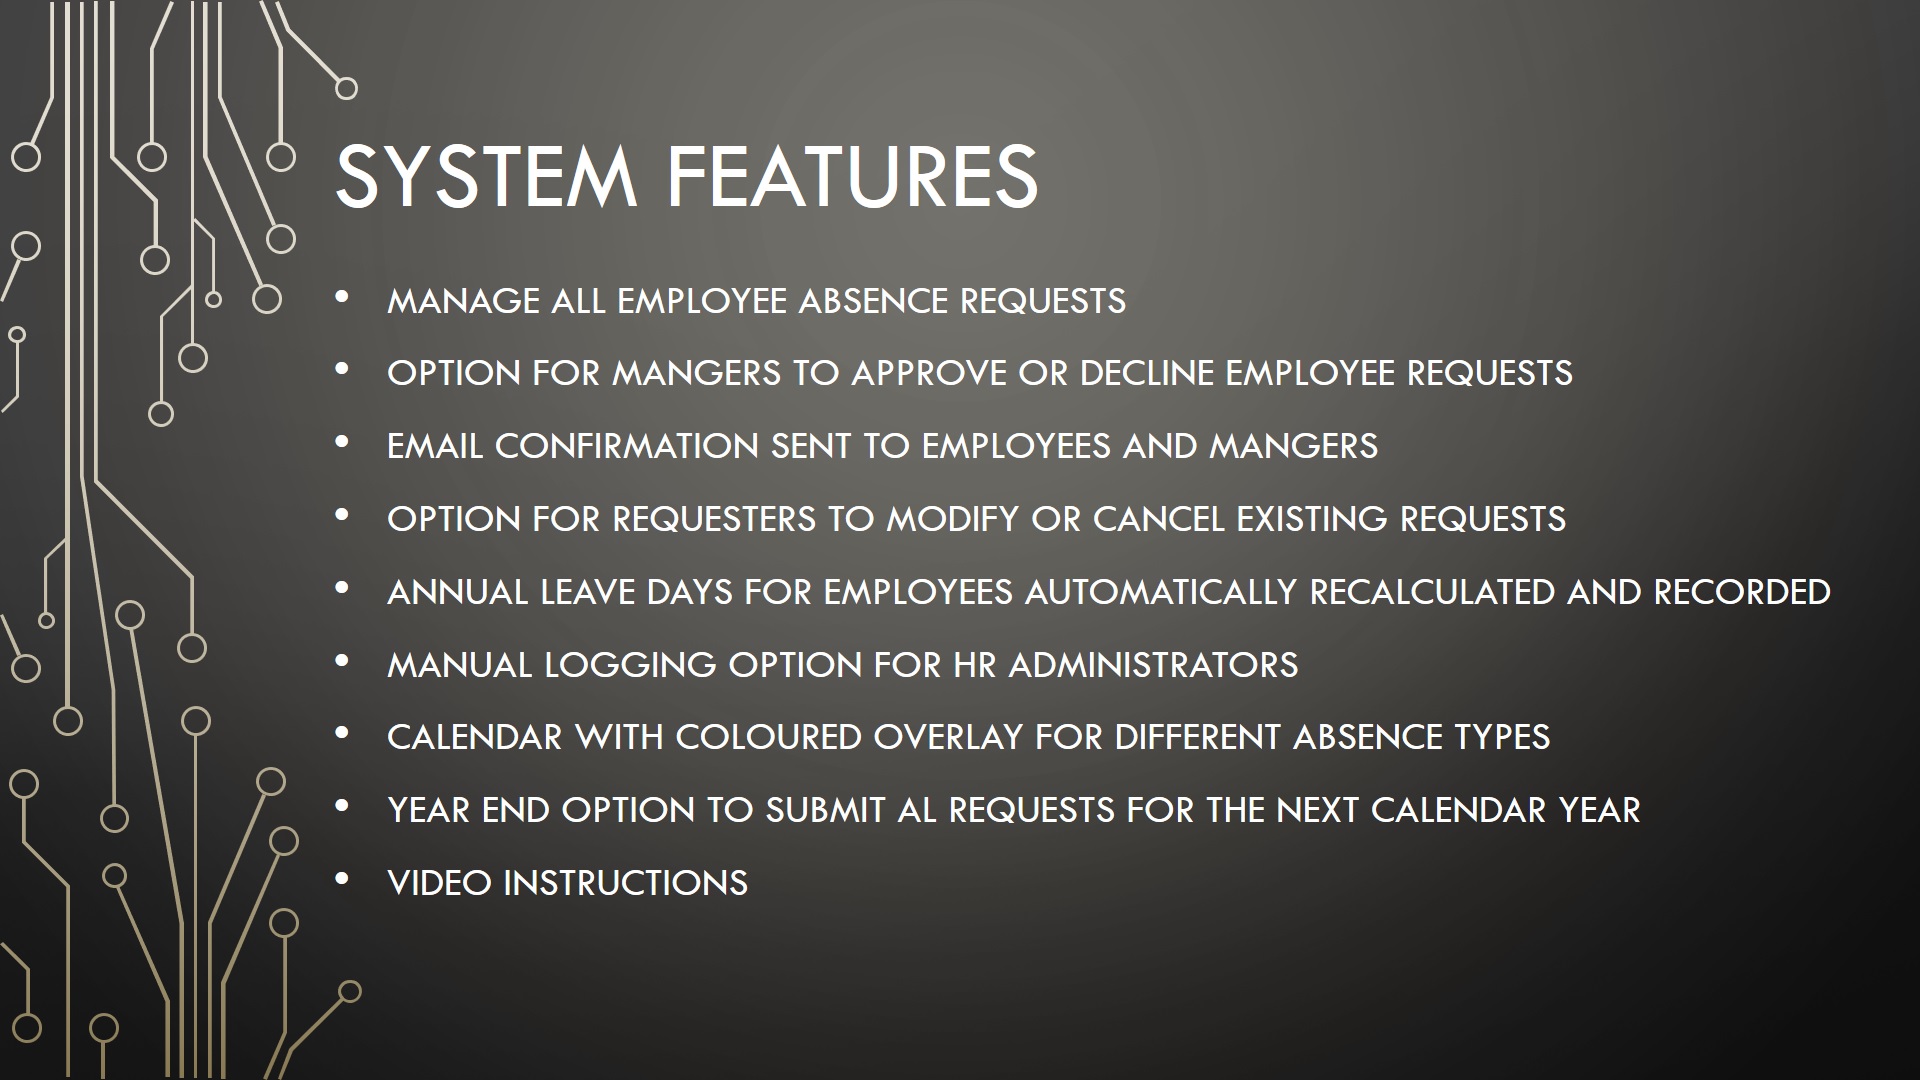 SYSTEM FEATURES
• MANAGE ALL EMPLOYEE ABSENCE REQUESTS
• OPTION FOR MANGERS TO APPROVE OR DECLINE EMPLOYEE REQUESTS
• EMAIL CONFIRMATION SENT TO EMPLOYEES AND MANGERS
• OPTION FOR REQUESTERS TO MODIFY OR CANCEL EXISTING REQUESTS
• ANNUAL LEAVE DAYS FOR EMPLOYEES AUTOMATICALLY RECALCULATED AND RECORDED
• MANUAL LOGGING OPTION FOR HR ADMINISTRATORS
• CALENDAR WITH COLOURED OVERLAY FOR DIFFERENT ABSENCE TYPES
• YEAR END OPTION TO SUBMIT AL REQUESTS FOR THE NEXT CALENDAR YEAR
• VIDEO INSTRUCTIONS